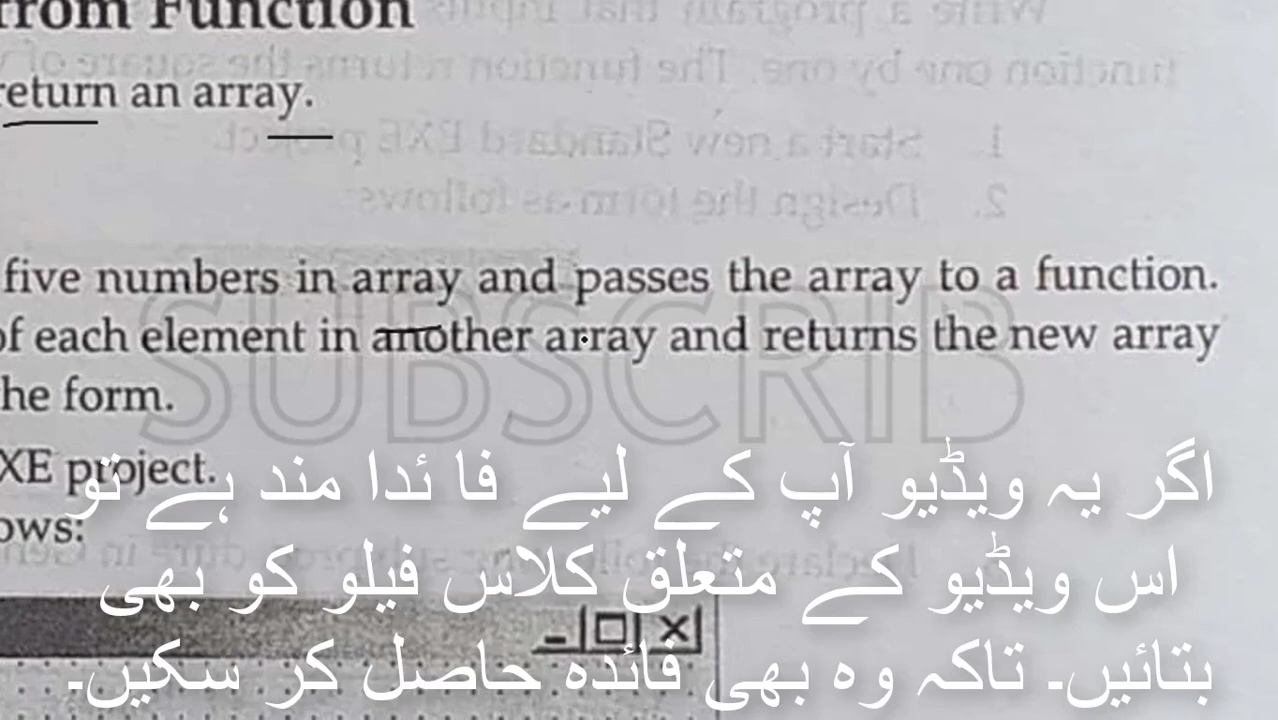 from Function
return an array.
five numbers in array and passes the array to a function.
of each element in another array and returns the new array
the form.
XE project.
ows:
SUBSCRIB
اگر یہ ویڈیو آپ کے لیے فا ئدا مند ہے تو
اس ویڈیو کے متعلق کلاس فیلو کو بھی
بتائیں۔ تاکہ وہ بھی فائدہ حاصل کر سکیں۔